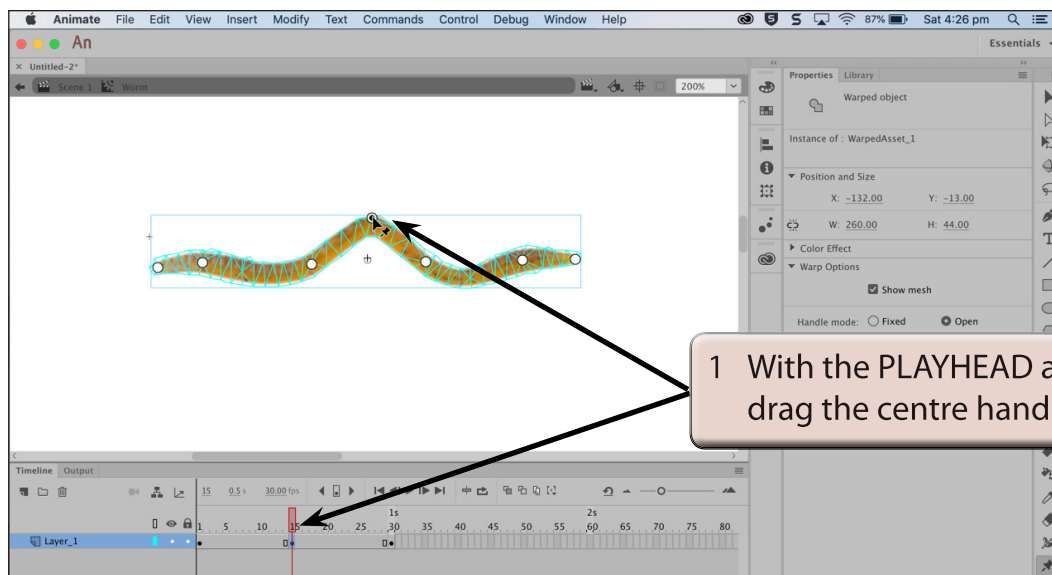 Animate File Edit View Insert Modify Text Commands Control Debug Window Help 87% Sat 4:26 pm
An Essentials
× Untitled-2*
Scene 1 Worm 200%
Properties Library
Warped object
Instance of : WarpedAsset_1
Position and Size
X: -132.00 Y: -13.00
W: 260.00 H: 44.00
Color Effect
Warp Options
Show mesh
Handle mode: Fixed Open
1 With the PLAYHEAD a
drag the centre hand
Timeline Output
15 0.5 s 30.00 fps
1s 2s
1 5 10 15 20 25 30 35 40 45 50 55 60 65 70 75 80
Layer_1